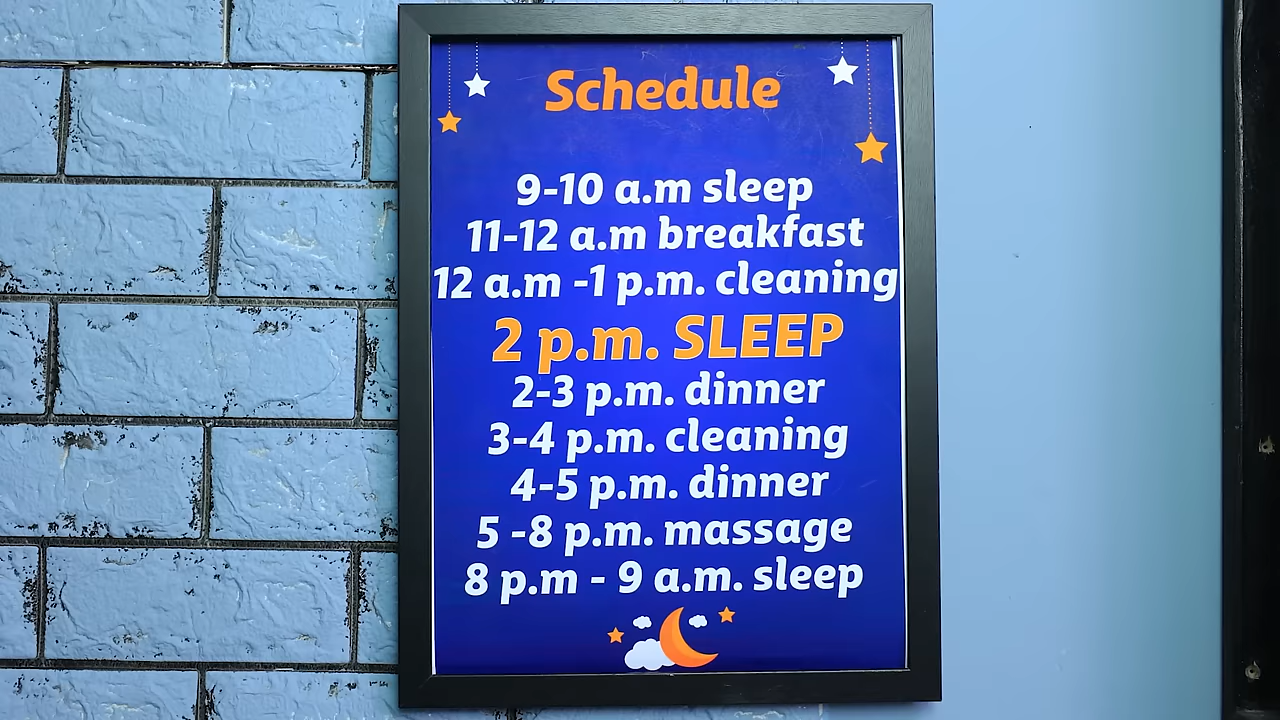 Schedule
9-10 a.m sleep
11-12 a.m breakfast
12 a.m -1 p.m. cleaning
2 p.m. SLEEP
2-3 p.m. dinner
3-4 p.m. cleaning
4-5 p.m. dinner
5 -8 p.m. massage
8 p.m - 9 a.m. sleep